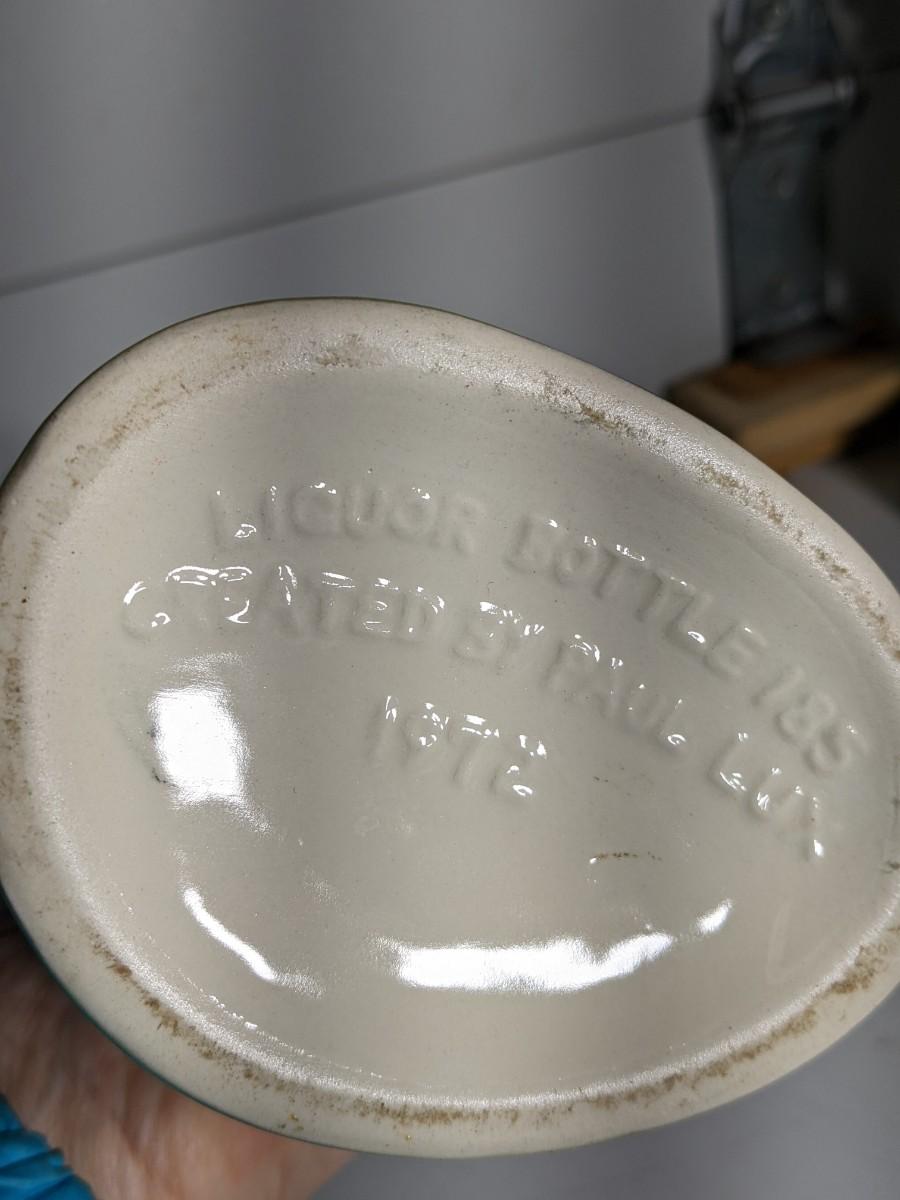 LIQUOR BOTTLE 185
CREATED BY PAUL LUX
1972